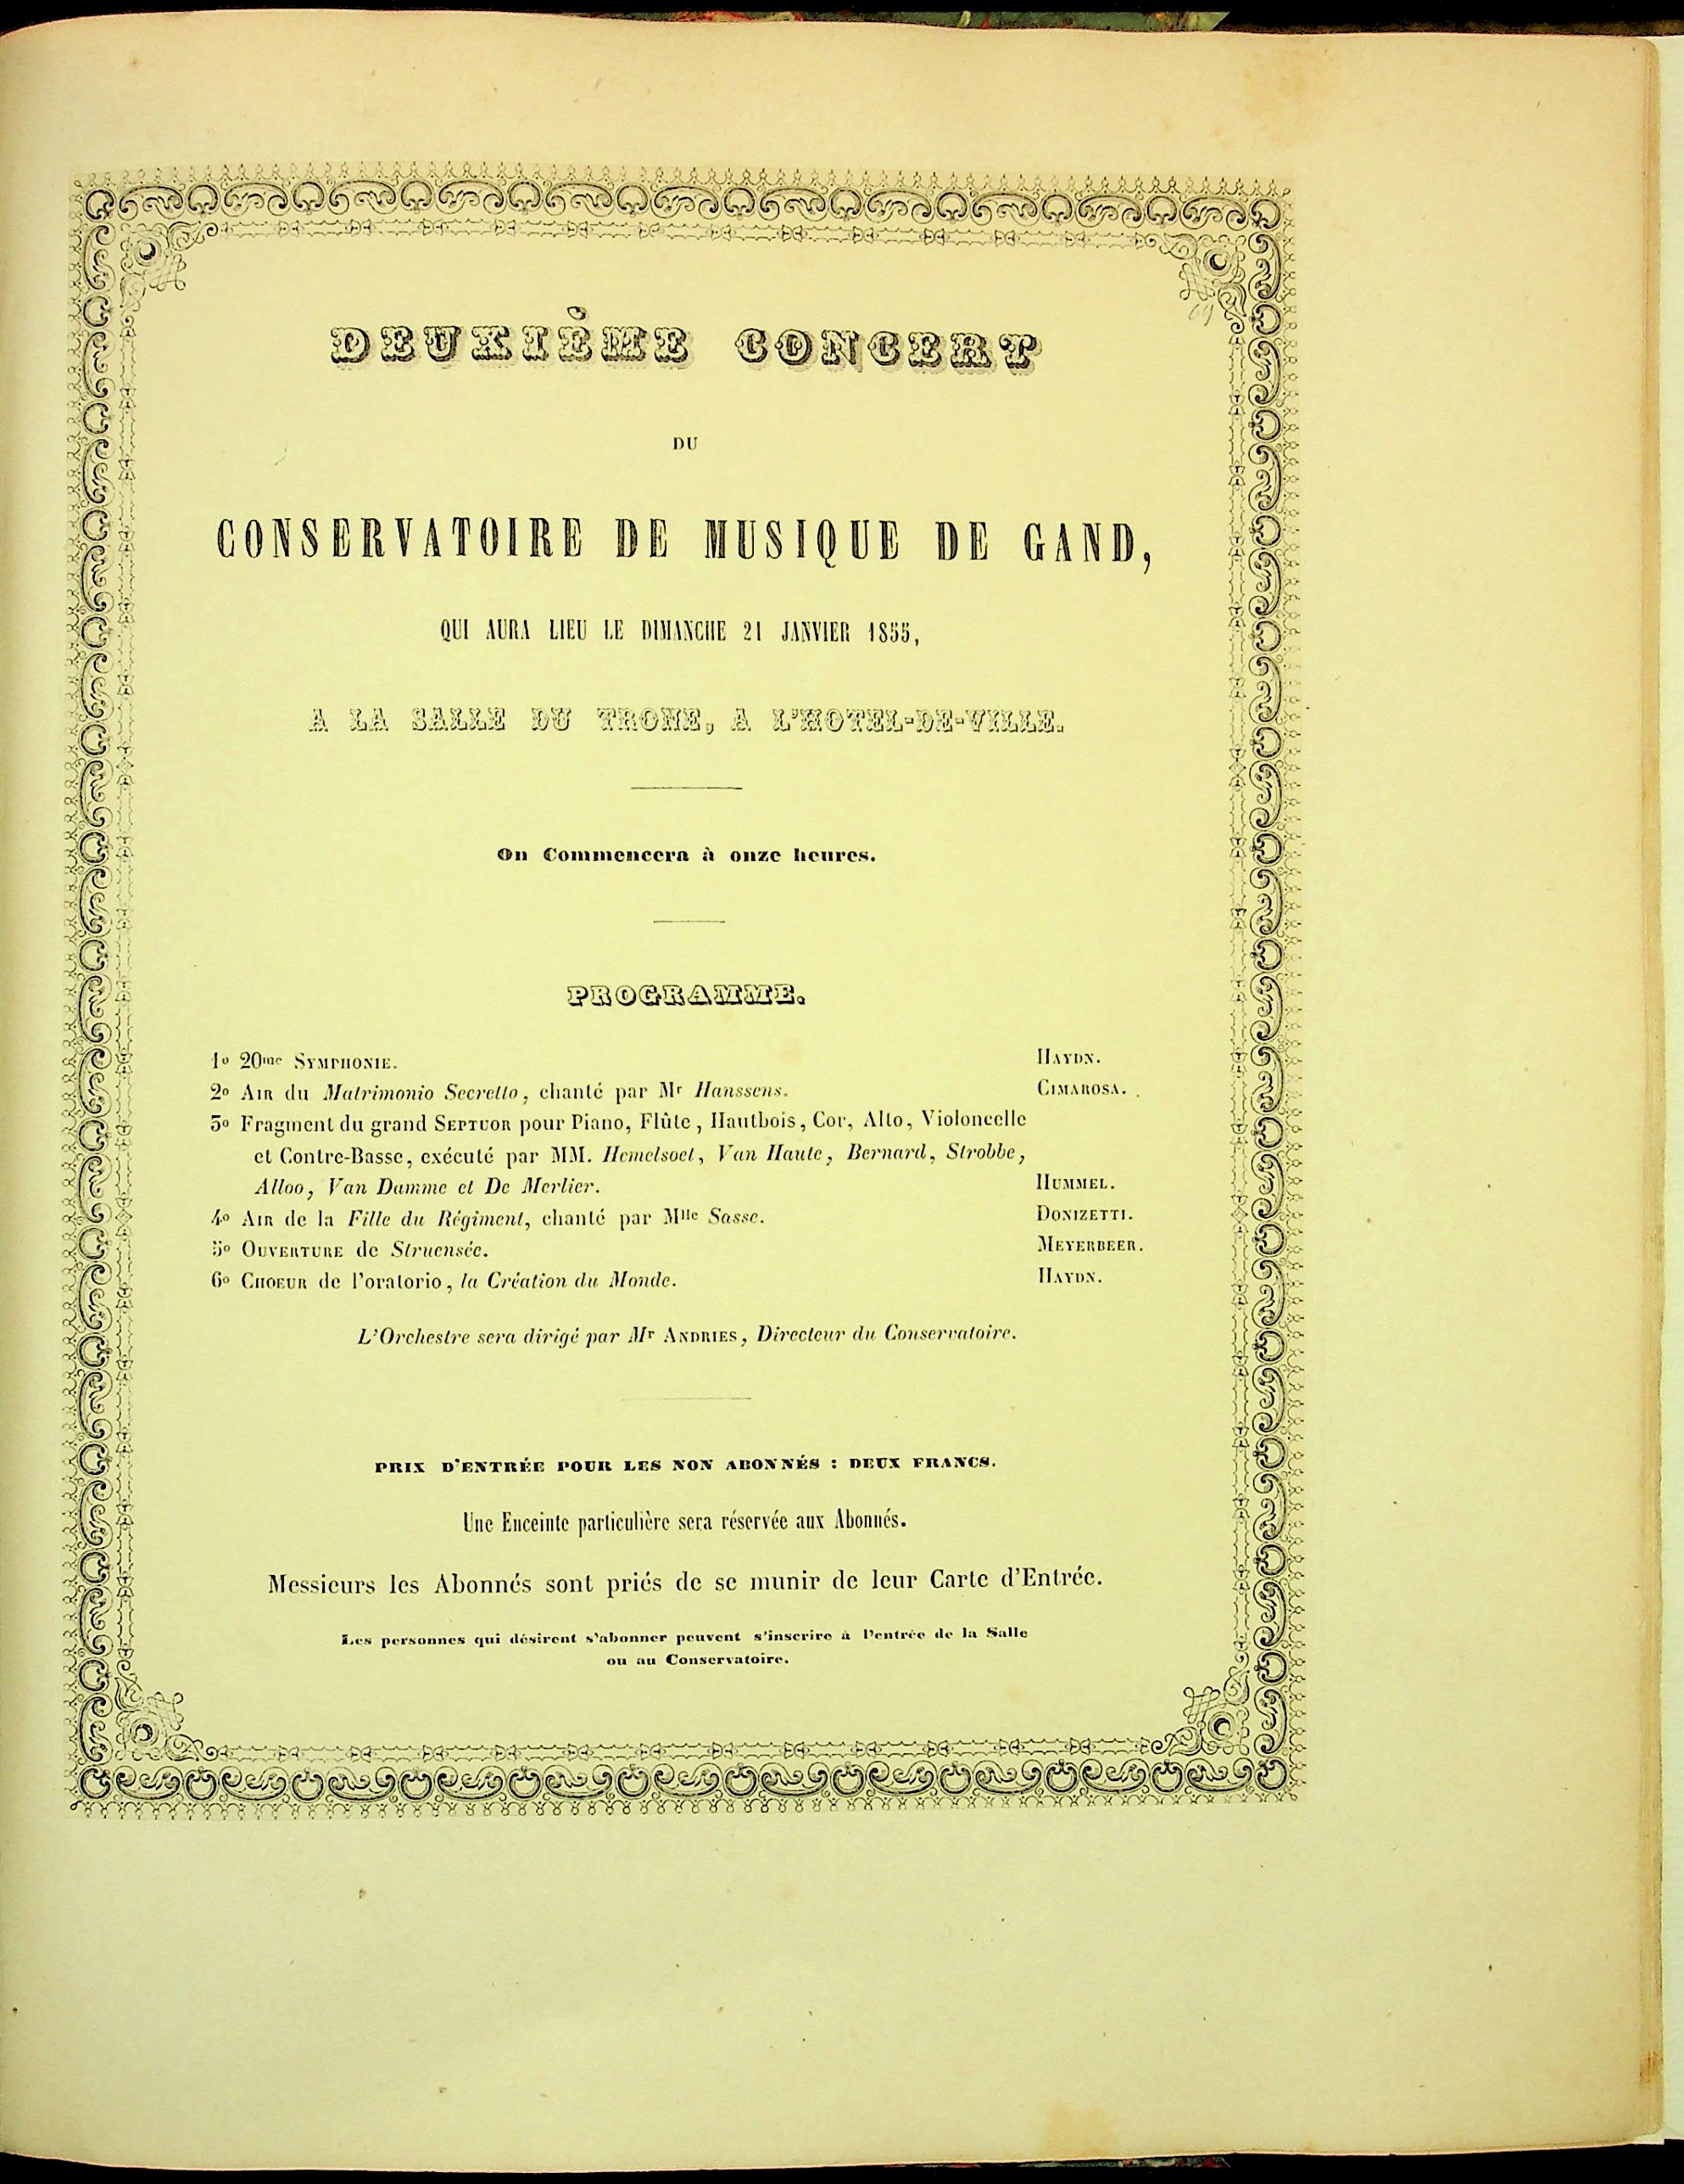 DEUXIÈME CONCERT
DU
CONSERVATOIRE DE MUSIQUE DE GAND,
QUI AURA LIEU LE DIMANCHE 21 JANVIER 1855,
A LA SALLE DU TRONE, A L'HOTEL-DE-VILLE.
On Commencera à onze heures.
PROGRAMME.
1o 20me SYMPHONIE. HAYDN.
2o AIR du Matrimonio Secretto, chanté par Mr Hanssens. CIMAROSA.
3o Fragment du grand SEPTUOR pour Piano, Flûte, Hautbois, Cor, Alto, Violoncelle
et Contre-Basse, exécuté par MM. Hemelsoet, Van Haute, Bernard, Strobbe,
Alloo, Van Damme et De Merlier. HUMMEL.
4o AIR de la Fille du Régiment, chanté par Mlle Sasse. DONIZETTI.
5o OUVERTURE de Struensée. MEYERBEER.
6o CHOEUR de l'oratorio, la Création du Monde. HAYDN.
L'Orchestre sera dirigé par Mr ANDRIES, Directeur du Conservatoire.
PRIX D'ENTRÉE POUR LES NON ABONNÉS : DEUX FRANCS.
Une Enceinte particulière sera réservée aux Abonnés.
Messieurs les Abonnés sont priés de se munir de leur Carte d'Entrée.
Les personnes qui désirent s'abonner peuvent s'inscrire à l'entrée de la Salle
ou au Conservatoire.